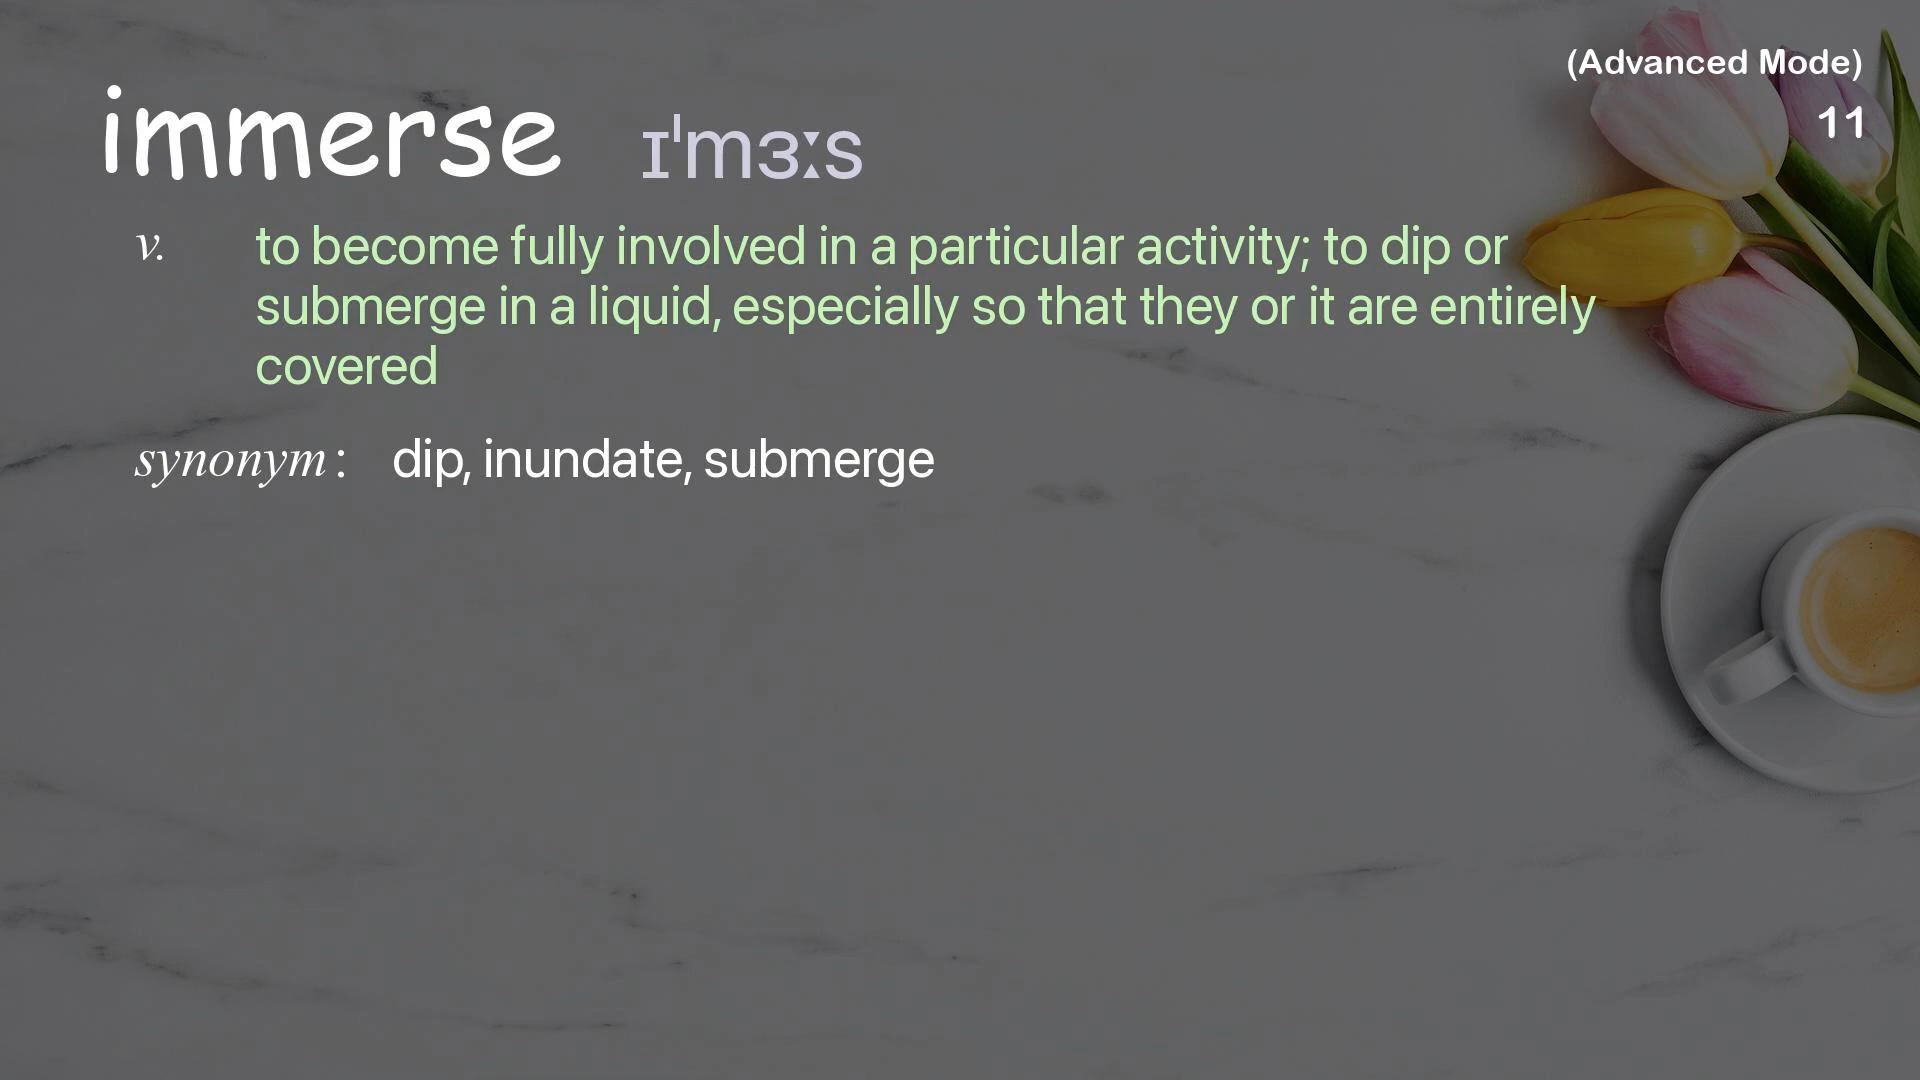 (Advanced Mode)
11
immerse ɪˈmɜːs
v. to become fully involved in a particular activity; to dip or
submerge in a liquid, especially so that they or it are entirely
covered
synonym: dip, inundate, submerge